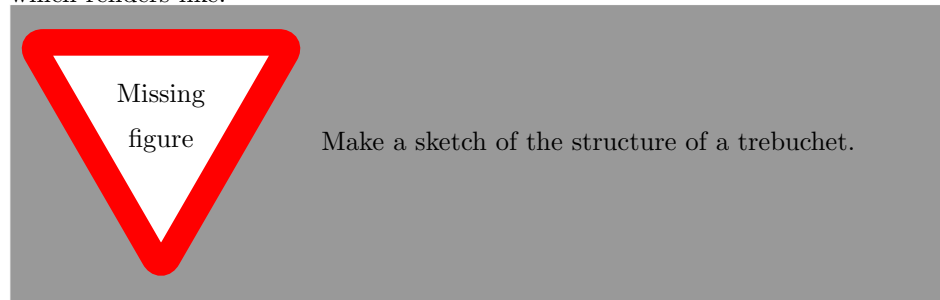 which renders like:
Missing
figure
Make a sketch of the structure of a trebuchet.